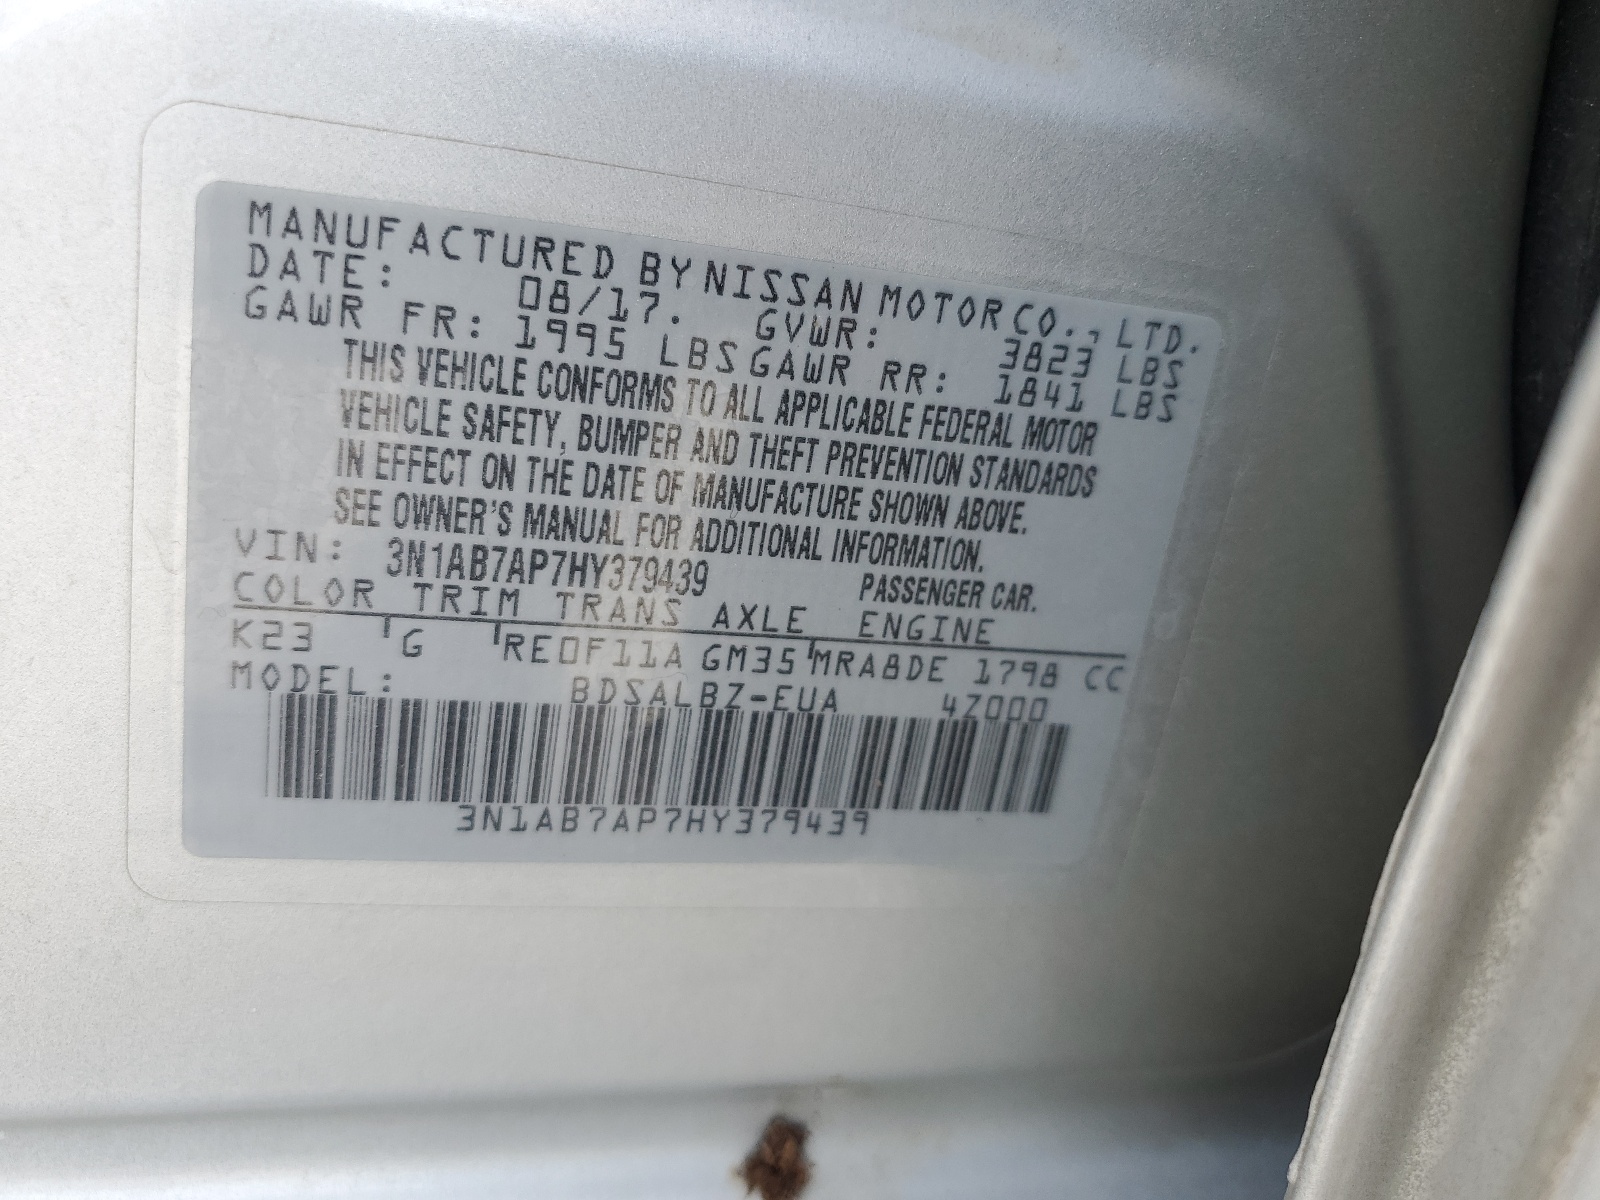 MANUFACTURED BY NISSAN MOTOR CO., LTD.
DATE: 08/17. GVWR: 3823 LBS
GAWR FR: 1995 LBS GAWR RR: 1841 LBS
THIS VEHICLE CONFORMS TO ALL APPLICABLE FEDERAL MOTOR
VEHICLE SAFETY, BUMPER AND THEFT PREVENTION STANDARDS
IN EFFECT ON THE DATE OF MANUFACTURE SHOWN ABOVE.
SEE OWNER'S MANUAL FOR ADDITIONAL INFORMATION.
VIN: 3N1AB7AP7HY379439 PASSENGER CAR.
COLOR TRIM TRANS AXLE ENGINE
K23 G RE0F11A GM35 MRA8DE 1798 CC
MODEL: BDSALBZ-EUA 4Z000
3N1AB7AP7HY379439